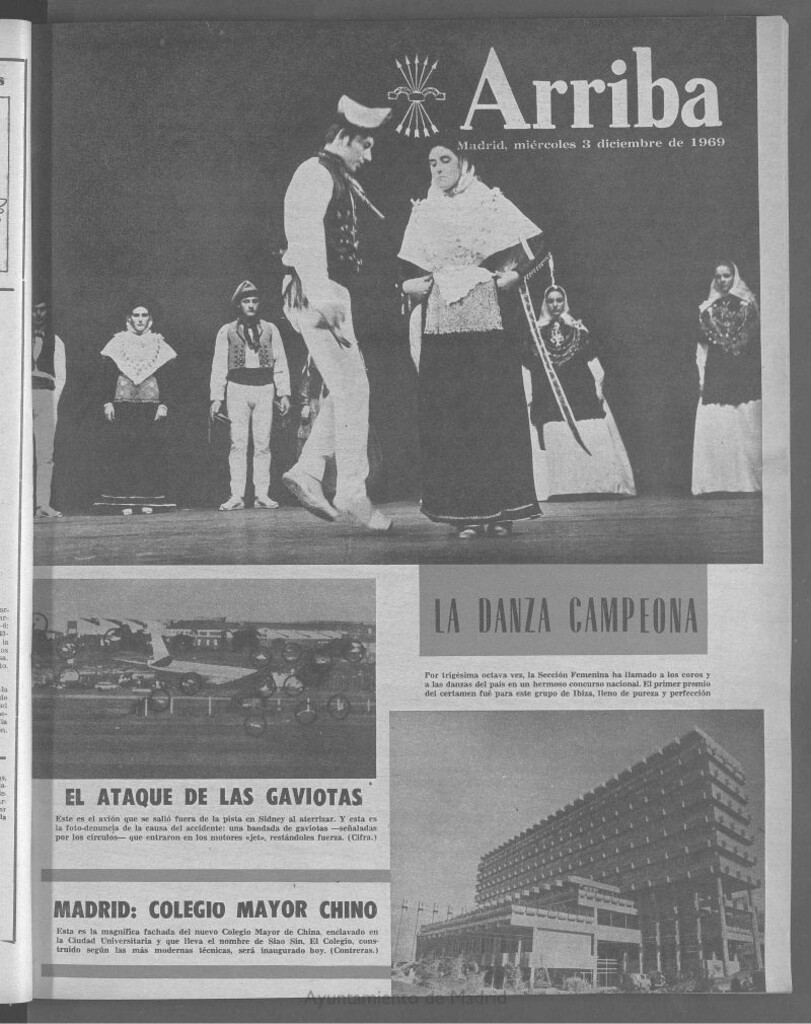 Arriba
Madrid, miércoles 3 diciembre de 1969
LA DANZA CAMPEONA
Por trigésima octava vez, la Sección Femenina ha llamado a los coros y
a las danzas del país en un hermoso concurso nacional. El primer premio
del certamen fué para este grupo de Ibiza, lleno de pureza y perfección
EL ATAQUE DE LAS GAVIOTAS
Este es el avión que se salió fuera de la pista en Sidney al aterrizar. Y esta es
la foto-denuncia de la causa del accidente: una bandada de gaviotas —señaladas
por los círculos— que entraron en los motores «jet», restándoles fuerza. (Cifra.)
MADRID: COLEGIO MAYOR CHINO
Esta es la magnífica fachada del nuevo Colegio Mayor de China, enclavado en
la Ciudad Universitaria y que lleva el nombre de Siao Sin. El Colegio, cons-
truido según las más modernas técnicas, será inaugurado hoy. (Contreras.)
Ayuntamiento de Madrid